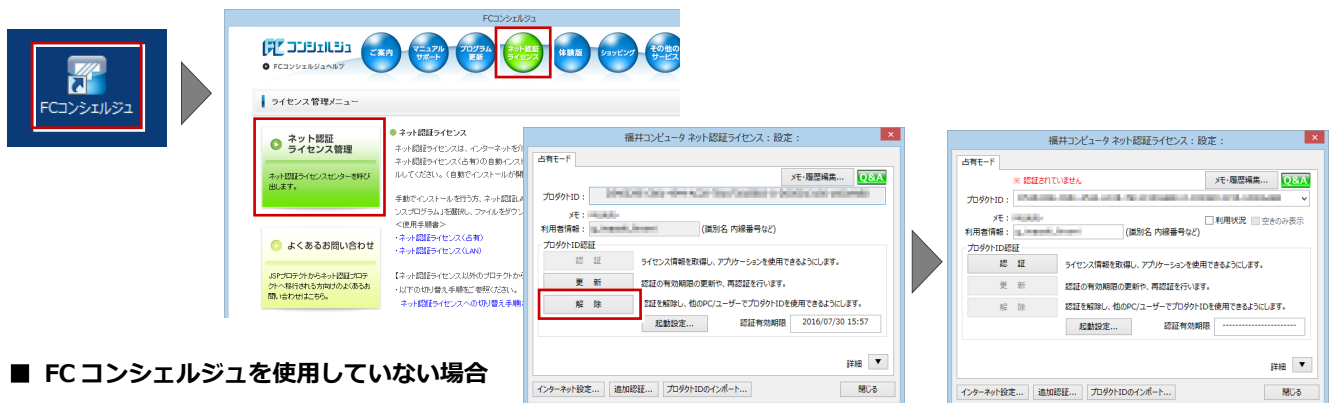 FCコンシェルジュ
FCコンシェルジュ
FC コンシェルジュ
FCコンシェルジュヘルプ
ご案内
マニュアル
サポート
プログラム
更新
ネット認証
ライセンス
体験版
ショッピング
その他の
サービス
ライセンス管理メニュー
ネット認証
ライセンス管理
ネット認証ライセンスセンターを呼び
出します。
よくあるお問い合わせ
JSPプロテクトからネット認証プロテ
クトへ移行される方向けのよくあるお
問い合わせはこちら。
ネット認証ライセンス
ネット認証ライセンスは、インターネットを
ネット認証ライセンス(占有)の自動インス
ルしてください。(自動でインストールが開
手動でインストールを行う方、ネット認証LA
ンスプログラム」を選択し、ファイルをダウン
<使用手順書>
・ネット認証ライセンス(占有)
・ネット認証ライセンス(LAN)
【ネット認証ライセンス以外のプロテクトから
・以下の切り替え手順をご参照ください。
ネット認証ライセンスへの切り替え手順
福井コンピュータ ネット認証ライセンス:設定:
占有モード
メモ・履歴編集... Q&A
プロダクトID:
メモ:
利用者情報: (識別名 内線番号など)
プロダクトID認証
認 証 ライセンス情報を取得し、アプリケーションを使用できるようにします。
更 新 認証の有効期限の更新や、再認証を行います。
解 除 認証を解除し、他のPC/ユーザーでプロダクトIDを使用できるようにします。
起動設定... 認証有効期限 2016/07/30 15:57
詳細 ▼
インターネット設定... 追加認証... プロダクトIDのインポート... 閉じる
福井コンピュータ ネット認証ライセンス:設定:
占有モード
※ 認証されていません メモ・履歴編集... Q&A
プロダクトID:
メモ: 利用状況 空きのみ表示
利用者情報: (識別名 内線番号など)
プロダクトID認証
認 証 ライセンス情報を取得し、アプリケーションを使用できるようにします。
更 新 認証の有効期限の更新や、再認証を行います。
解 除 認証を解除し、他のPC/ユーザーでプロダクトIDを使用できるようにします。
起動設定... 認証有効期限 ------------------------
詳細 ▼
インターネット設定... 追加認証... プロダクトIDのインポート... 閉じる
■ FC コンシェルジュを使用していない場合